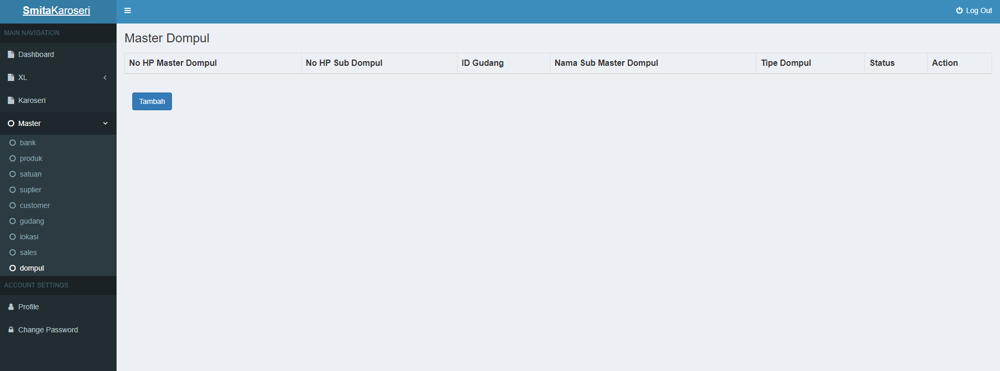 SmitaKaroseri
Log Out
MAIN NAVIGATION
Dashboard
XL
Karoseri
Master
bank
produk
satuan
suplier
customer
gudang
lokasi
sales
dompul
ACCOUNT SETTINGS
Profile
Change Password
Master Dompul
No HP Master Dompul No HP Sub Dompul ID Gudang Nama Sub Master Dompul Tipe Dompul Status Action
Tambah